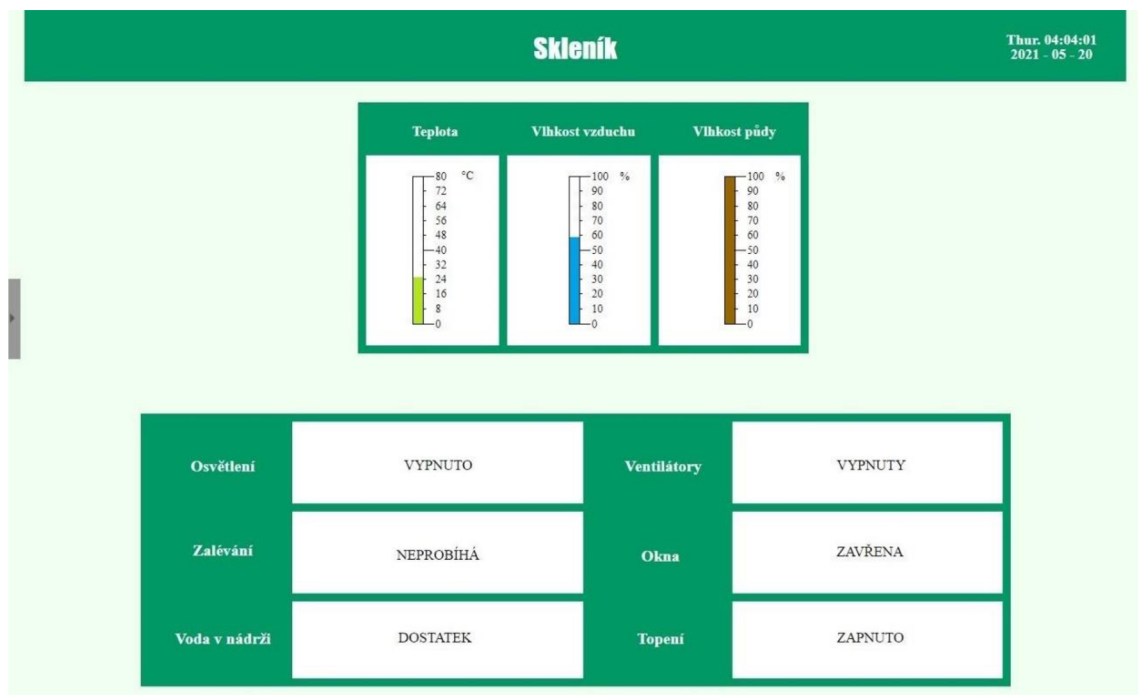 Skleník
Thur. 04:04:01
2021 - 05 - 20
Teplota Vlhkost vzduchu Vlhkost půdy
80 °C 100 % 100 %
72 90 90
64 80 80
56 70 70
48 60 60
40 50 50
32 40 40
24 30 30
16 20 20
8 10 10
0 0 0
Osvětlení VYPNUTO Ventilátory VYPNUTY
Zalévání NEPROBÍHÁ Okna ZAVŘENA
Voda v nádrži DOSTATEK Topení ZAPNUTO